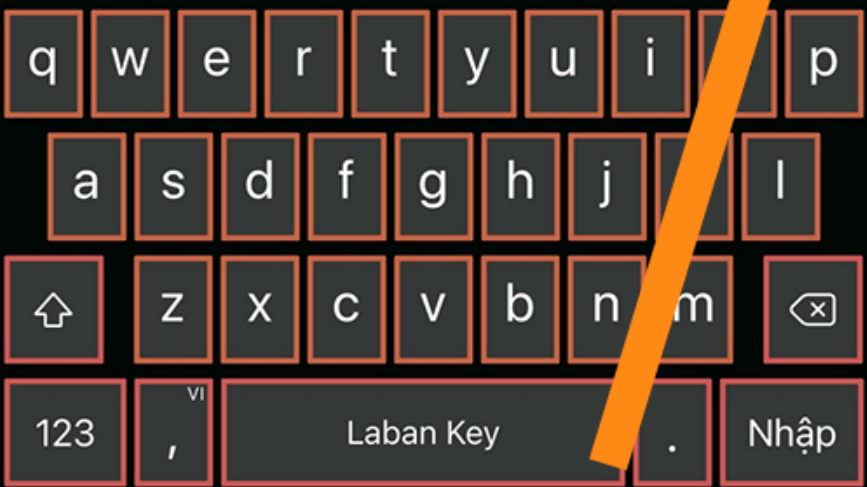 q w e r t y u i p
a s d f g h j l
z x c v b n m
VI
123 , Laban Key . Nhập